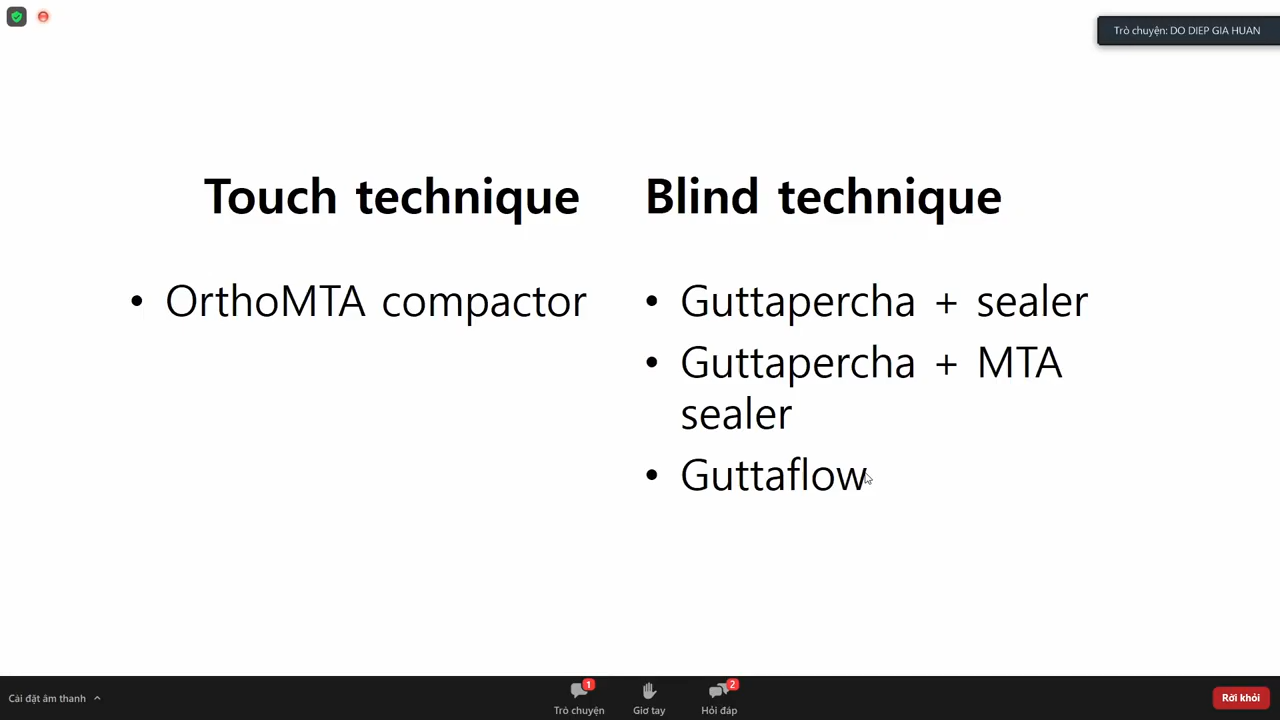 Trò chuyện: DO DIEP GIA HUAN
Touch technique
• OrthoMTA compactor
Blind technique
• Guttapercha + sealer
• Guttapercha + MTA
sealer
• Guttaflow
Cài đặt âm thanh
1
Trò chuyện
Giơ tay
2
Hỏi đáp
Rời khỏi